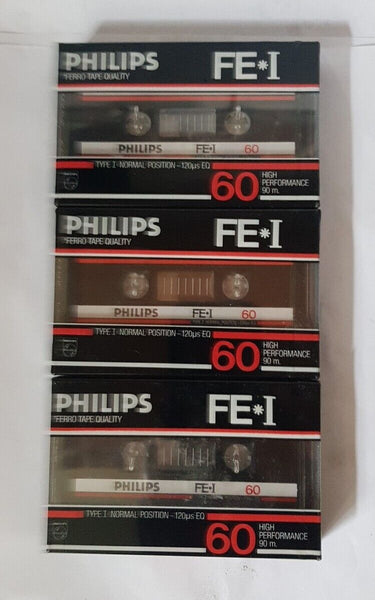 PHILIPS FE*I
FERRO TAPE QUALITY
PHILIPS FE•I 60
TYPE I - NORMAL POSITION - 120µs EQ
60 HIGH
PERFORMANCE
90 m.
PHILIPS FE*I
FERRO TAPE QUALITY
PHILIPS FE•I 60
TYPE I - NORMAL POSITION - 120µs EQ
60 HIGH
PERFORMANCE
90 m.
PHILIPS FE*I
FERRO TAPE QUALITY
PHILIPS FE•I 60
TYPE I - NORMAL POSITION - 120µs EQ
60 HIGH
PERFORMANCE
90 m.